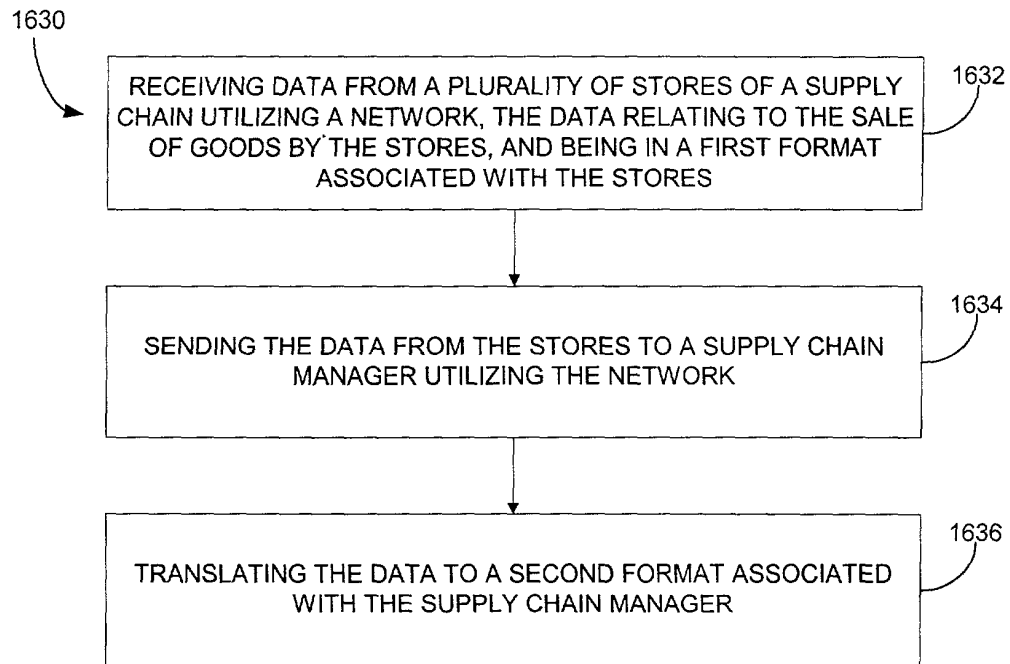 1630
RECEIVING DATA FROM A PLURALITY OF STORES OF A SUPPLY
CHAIN UTILIZING A NETWORK, THE DATA RELATING TO THE SALE
OF GOODS BY THE STORES, AND BEING IN A FIRST FORMAT
ASSOCIATED WITH THE STORES
1632
SENDING THE DATA FROM THE STORES TO A SUPPLY CHAIN
MANAGER UTILIZING THE NETWORK
1634
TRANSLATING THE DATA TO A SECOND FORMAT ASSOCIATED
WITH THE SUPPLY CHAIN MANAGER
1636